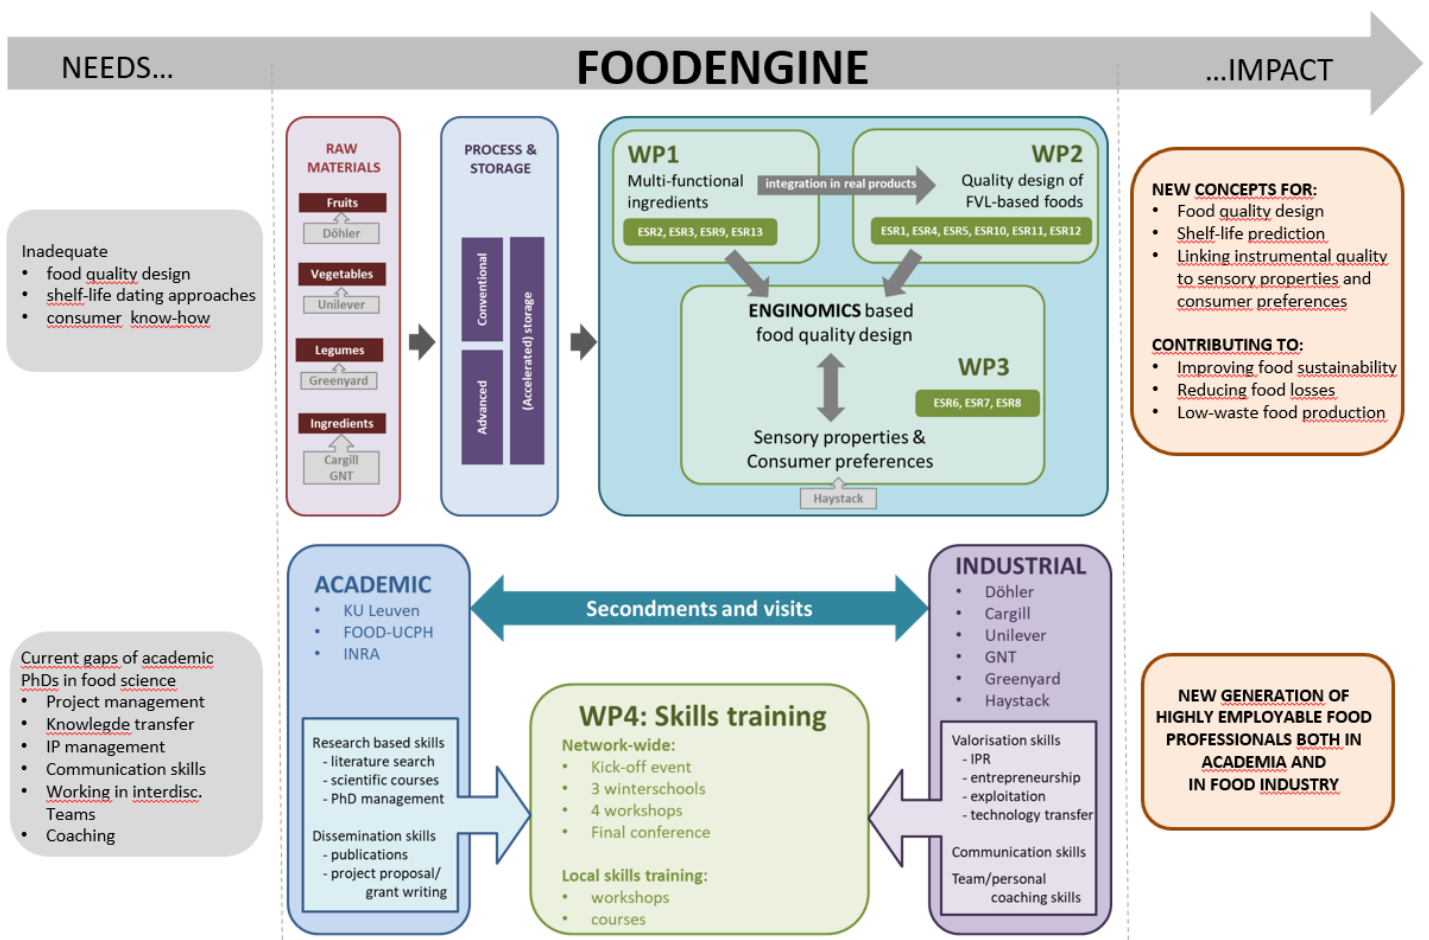 NEEDS...
FOODENGINE
...IMPACT
Inadequate
• food quality design
• shelf-life dating approaches
• consumer know-how
RAW
MATERIALS
Fruits
Döhler
Vegetables
Unilever
Legumes
Greenyard
Ingredients
Cargill
GNT
PROCESS &
STORAGE
Conventional
Advanced
(Accelerated) storage
WP1
Multi-functional
ingredients
ESR2, ESR3, ESR9, ESR13
integration in real products
WP2
Quality design of
FVL-based foods
ESR1, ESR4, ESR5, ESR10, ESR11, ESR12
ENGINOMICS based
food quality design
WP3
ESR6, ESR7, ESR8
Sensory properties &
Consumer preferences
Haystack
NEW CONCEPTS FOR:
• Food quality design
• Shelf-life prediction
• Linking instrumental quality
to sensory properties and
consumer preferences
CONTRIBUTING TO:
• Improving food sustainability
• Reducing food losses
• Low-waste food production
Current gaps of academic
PhDs in food science
• Project management
• Knowlegde transfer
• IP management
• Communication skills
• Working in interdisc.
Teams
• Coaching
ACADEMIC
• KU Leuven
• FOOD-UCPH
• INRA
Research based skills
- literature search
- scientific courses
- PhD management
Dissemination skills
- publications
- project proposal/
grant writing
Secondments and visits
WP4: Skills training
Network-wide:
• Kick-off event
• 3 winterschools
• 4 workshops
• Final conference
Local skills training:
• workshops
• courses
INDUSTRIAL
• Döhler
• Cargill
• Unilever
• GNT
• Greenyard
• Haystack
Valorisation skills
- IPR
- entrepreneurship
- exploitation
- technology transfer
Communication skills
Team/personal
coaching skills
NEW GENERATION OF
HIGHLY EMPLOYABLE FOOD
PROFESSIONALS BOTH IN
ACADEMIA AND
IN FOOD INDUSTRY